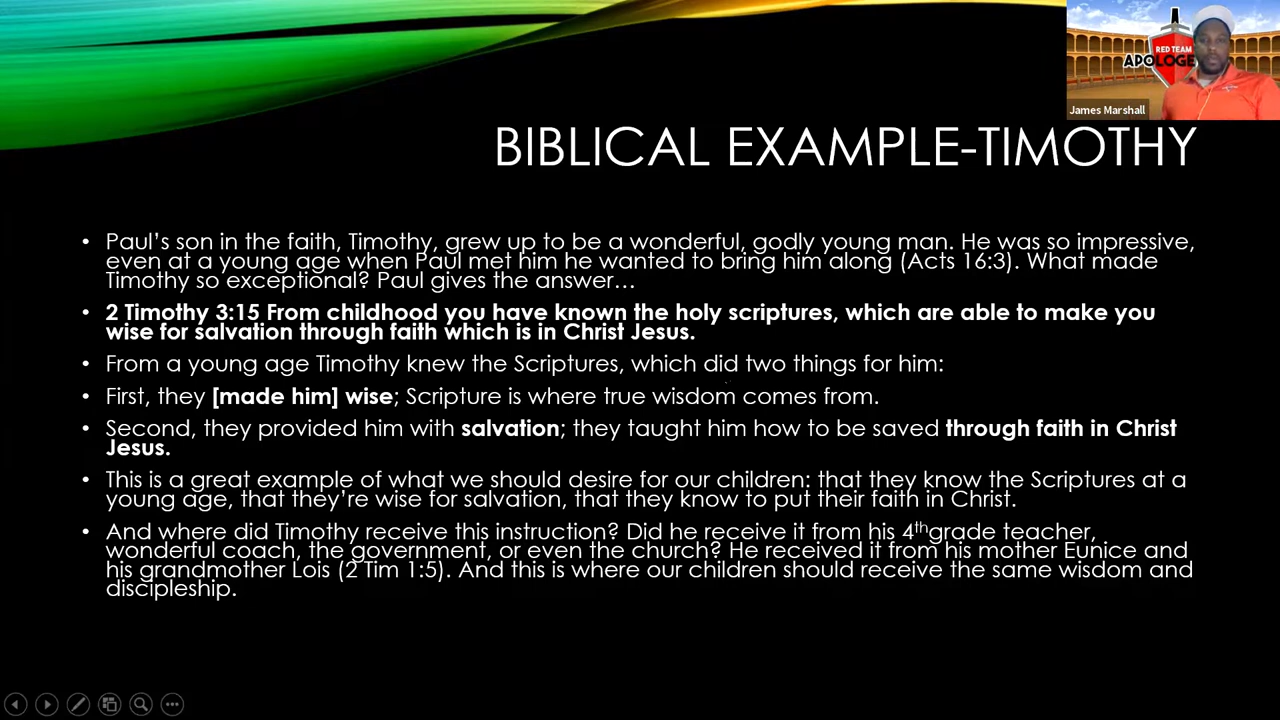 RED TEAM
APOLOGE
James Marshall
BIBLICAL EXAMPLE-TIMOTHY
• Paul’s son in the faith, Timothy, grew up to be a wonderful, godly young man. He was so impressive,
even at a young age when Paul met him he wanted to bring him along (Acts 16:3). What made
Timothy so exceptional? Paul gives the answer…
• 2 Timothy 3:15 From childhood you have known the holy scriptures, which are able to make you
wise for salvation through faith which is in Christ Jesus.
• From a young age Timothy knew the Scriptures, which did two things for him:
• First, they [made him] wise; Scripture is where true wisdom comes from.
• Second, they provided him with salvation; they taught him how to be saved through faith in Christ
Jesus.
• This is a great example of what we should desire for our children: that they know the Scriptures at a
young age, that they’re wise for salvation, that they know to put their faith in Christ.
• And where did Timothy receive this instruction? Did he receive it from his 4thgrade teacher,
wonderful coach, the government, or even the church? He received it from his mother Eunice and
his grandmother Lois (2 Tim 1:5). And this is where our children should receive the same wisdom and
discipleship.